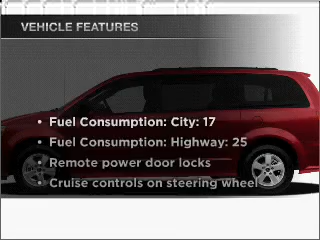 VEHICLE FEATURES
• Fuel Consumption: City: 17
• Fuel Consumption: Highway: 25
• Remote power door locks
• Cruise controls on steering wheel